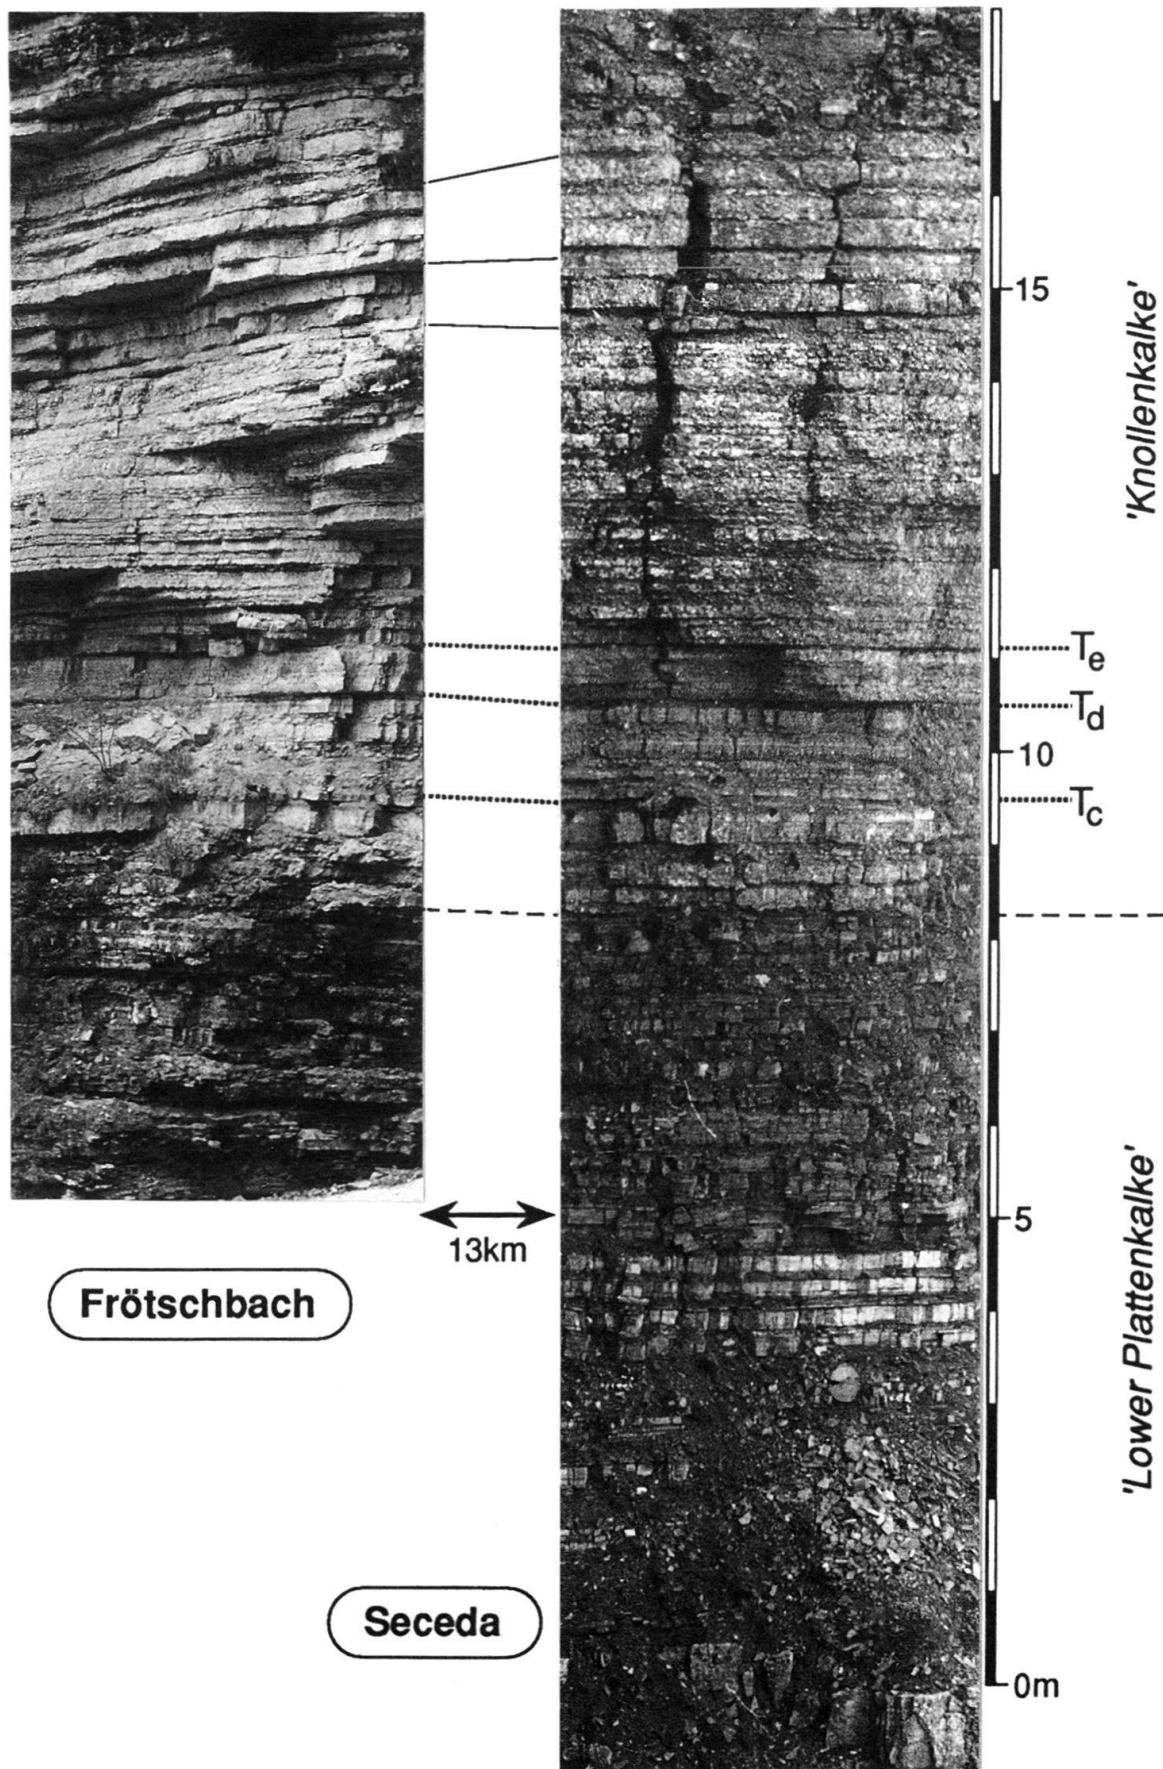 15
'Knollenkalke'
Te
Td
10
Tc
5
13km
Frötschbach
'Lower Plattenkalke'
Seceda
0m